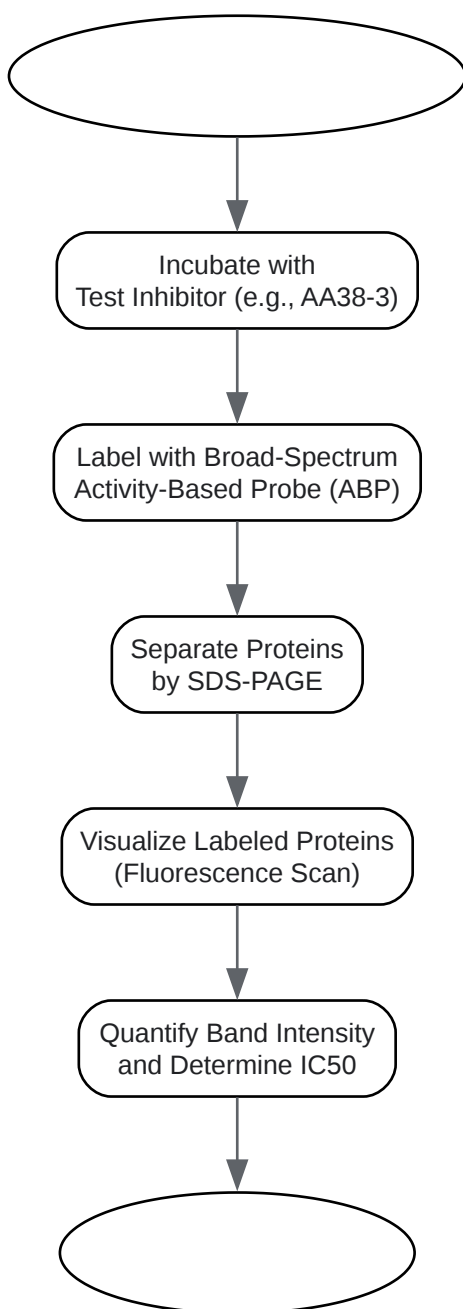 Incubate with
Test Inhibitor (e.g., AA38-3)
Label with Broad-Spectrum
Activity-Based Probe (ABP)
Separate Proteins
by SDS-PAGE
Visualize Labeled Proteins
(Fluorescence Scan)
Quantify Band Intensity
and Determine IC50